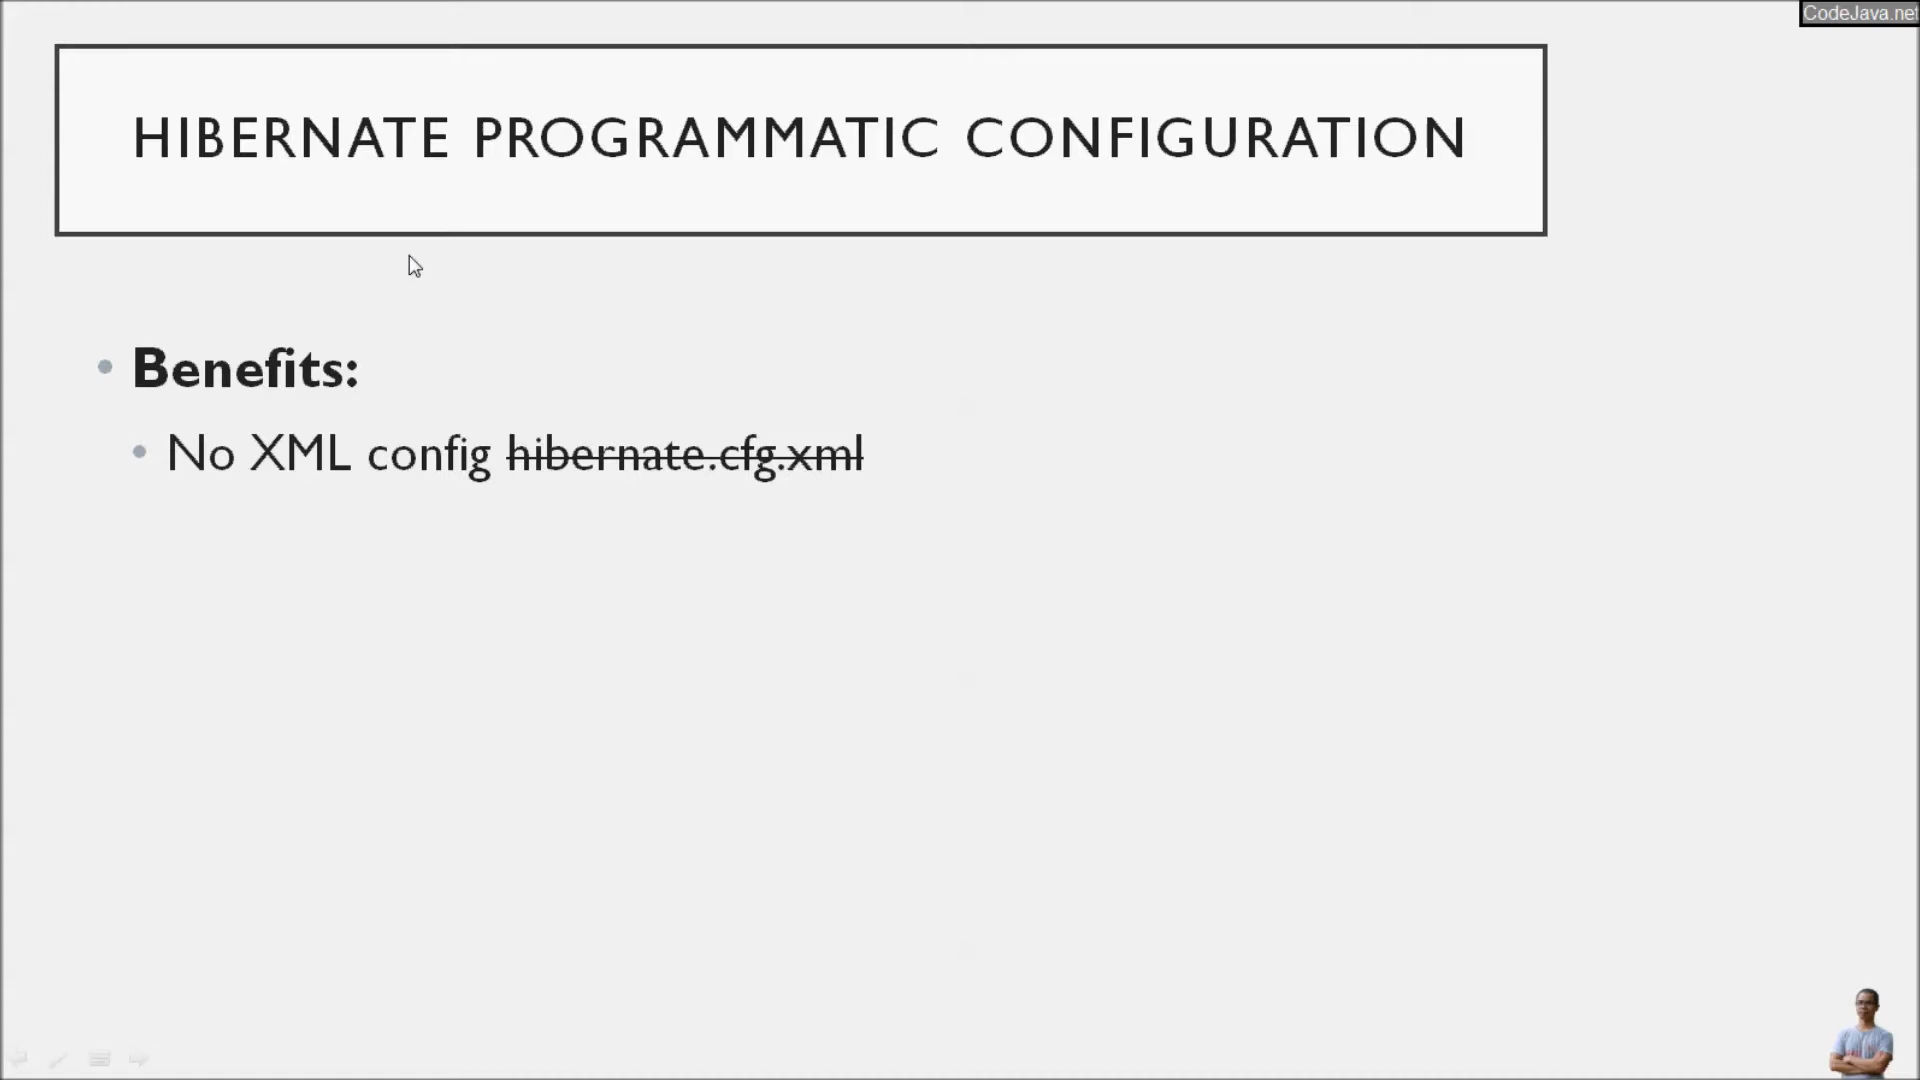 CodeJava.net
HIBERNATE PROGRAMMATIC CONFIGURATION
Benefits:
No XML config hibernate.cfg.xml